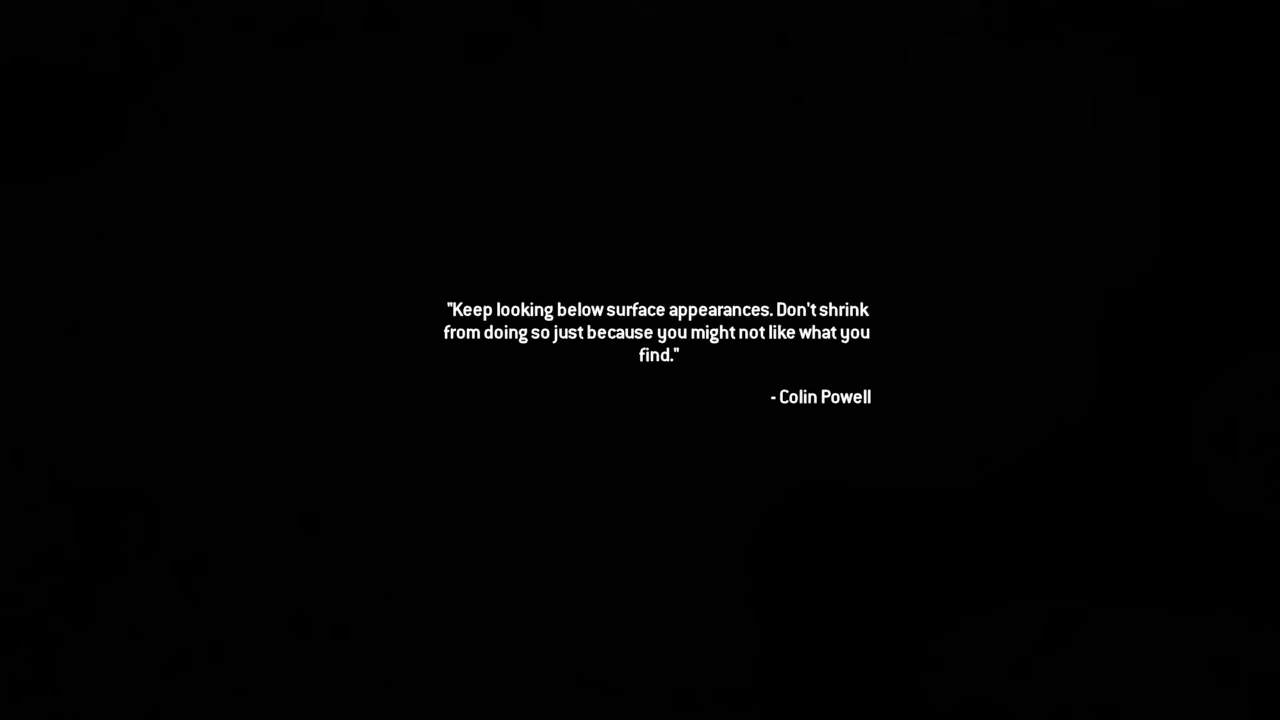 "Keep looking below surface appearances. Don't shrink
from doing so just because you might not like what you
find."
- Colin Powell